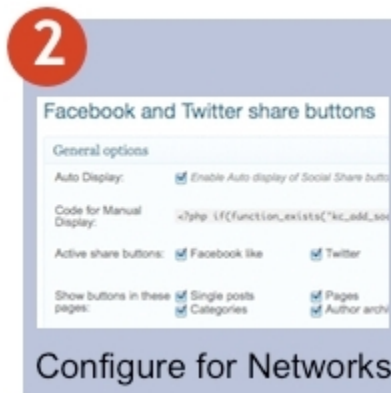 2
Facebook and Twitter share buttons
General options
Auto Display: Enable Auto display of Social Share
Code for Manual Display: <?php if(function_exists("kc_add_
Active share buttons: Facebook like Twitter
Show buttons in these pages: Single posts Pages
Categories Author
Configure for Networks